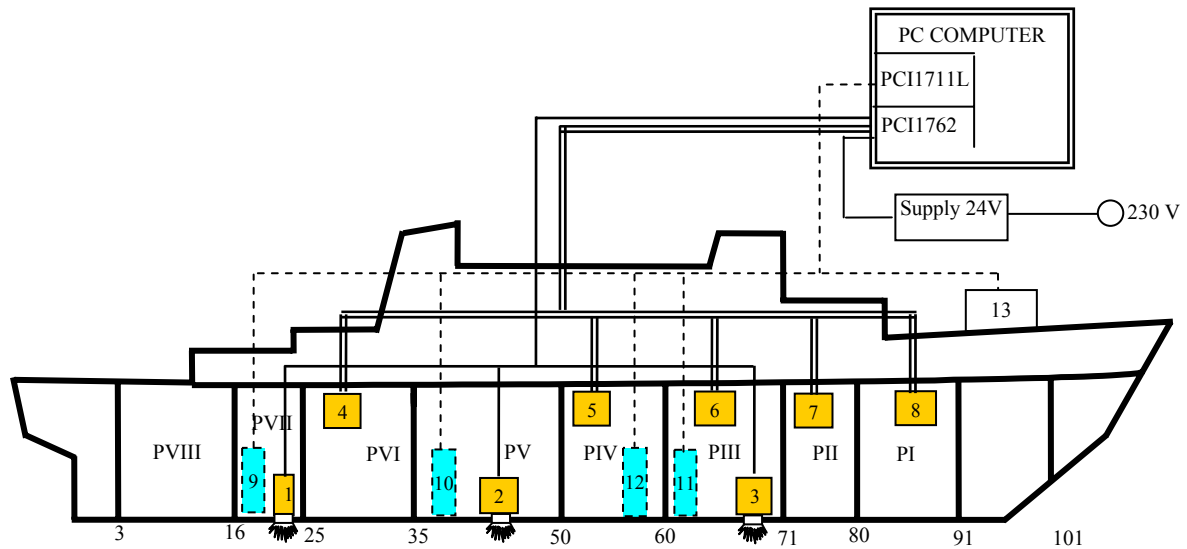 PC COMPUTER
PCI1711L
PCI1762
Supply 24V
230 V
13
4
5
6
7
8
PVII
PVIII
PVI
PV
PIV
PIII
PII
PI
9
1
10
2
12
11
3
3
16
25
35
50
60
71
80
91
101